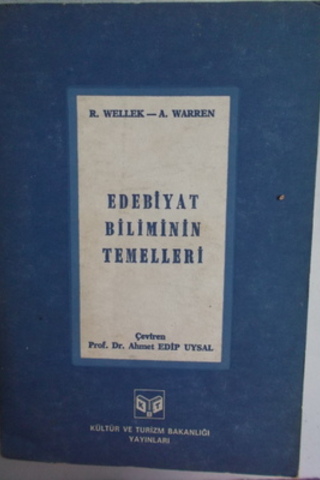 R. WELLEK — A. WARREN
EDEBİYAT
BİLİMİNİN
TEMELLERİ
Çeviren
Prof. Dr. Ahmet EDİP UYSAL
KÜLTÜR VE TURİZM BAKANLIĞI
YAYINLARI